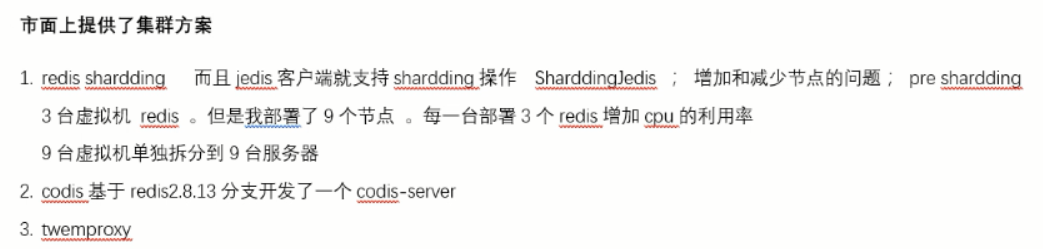 市面上提供了集群方案
1. redis shardding 而且 jedis 客户端就支持 shardding 操作 SharddingJedis ； 增加和减少节点的问题； pre shardding
3 台虚拟机 redis 。但是我部署了 9 个节点 。每一台部署 3 个 redis 增加 cpu 的利用率
9 台虚拟机单独拆分到 9 台服务器
2. codis 基于 redis2.8.13 分支开发了一个 codis-server
3. twemproxy